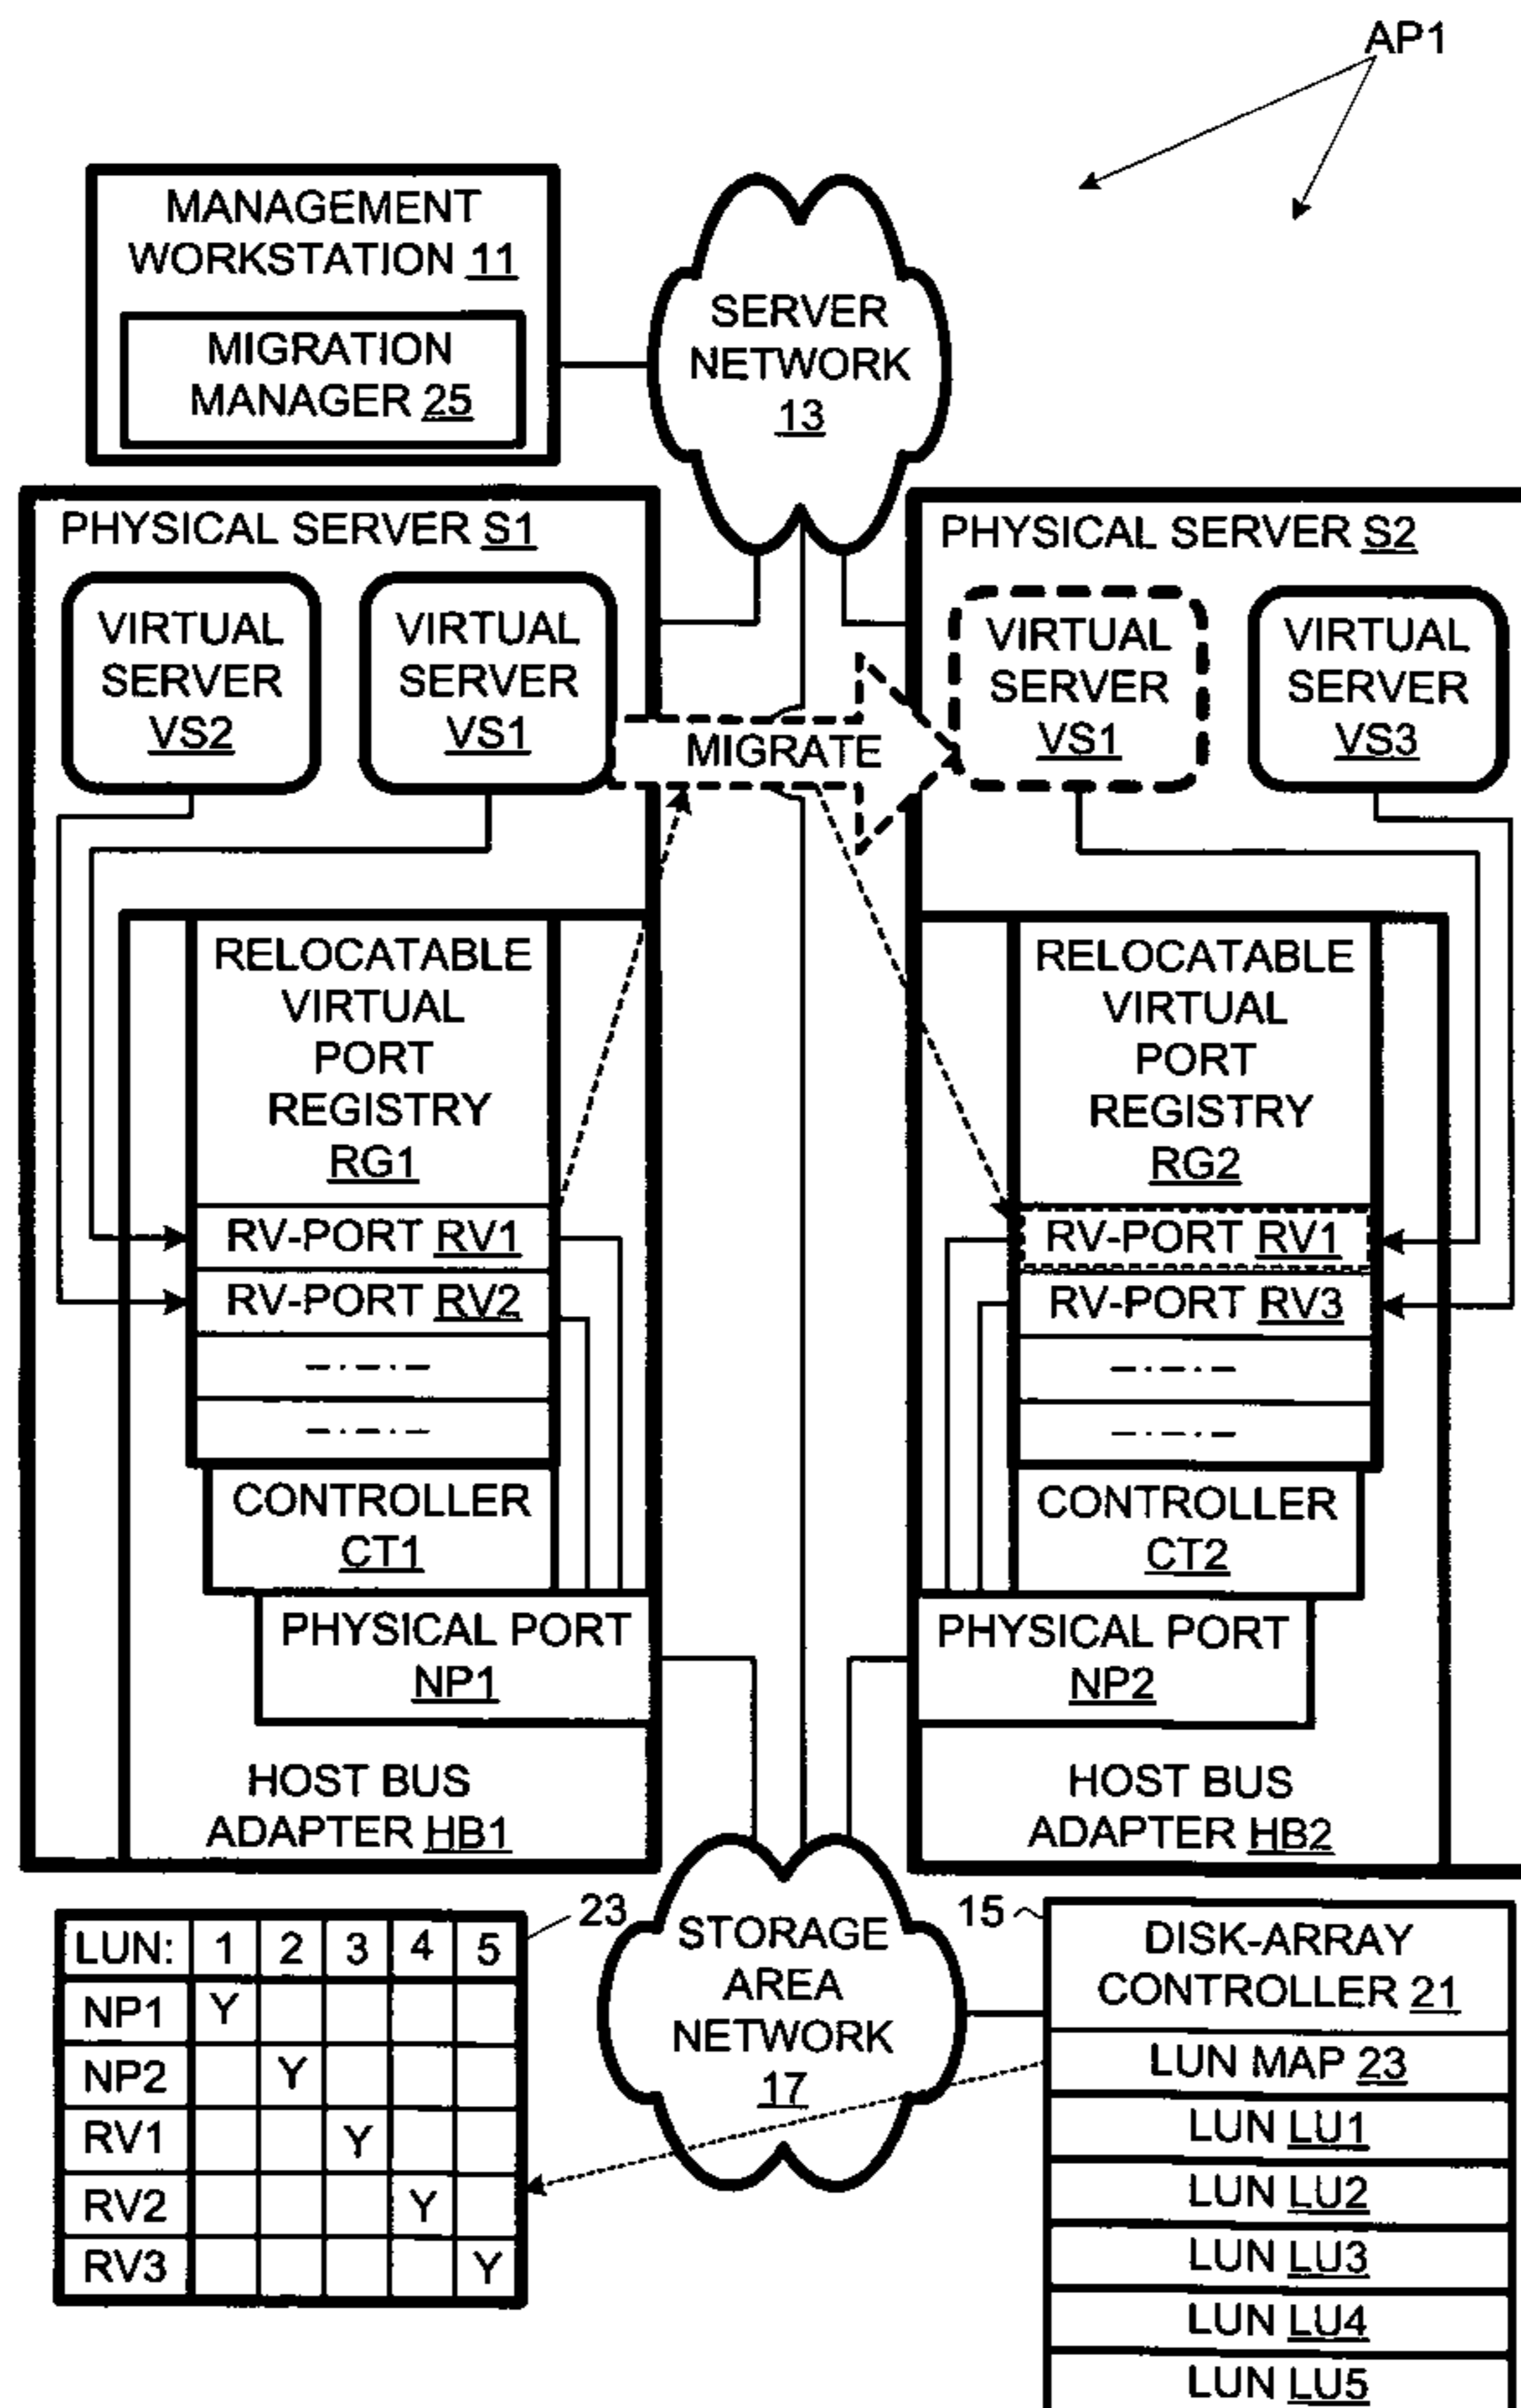 AP1
MANAGEMENT
WORKSTATION 11
MIGRATION
MANAGER 25
SERVER
NETWORK
13
PHYSICAL SERVER S1
VIRTUAL
SERVER
VS2
VIRTUAL
SERVER
VS1
MIGRATE
PHYSICAL SERVER S2
VIRTUAL
SERVER
VS1
VIRTUAL
SERVER
VS3
RELOCATABLE
VIRTUAL
PORT
REGISTRY
RG1
RV-PORT RV1
RV-PORT RV2
CONTROLLER
CT1
PHYSICAL PORT
NP1
HOST BUS
ADAPTER HB1
RELOCATABLE
VIRTUAL
PORT
REGISTRY
RG2
RV-PORT RV1
RV-PORT RV3
CONTROLLER
CT2
PHYSICAL PORT
NP2
HOST BUS
ADAPTER HB2
23
LUN: 1 2 3 4 5
NP1 Y
NP2 Y
RV1 Y
RV2 Y
RV3 Y
STORAGE
AREA
NETWORK
17
15
DISK-ARRAY
CONTROLLER 21
LUN MAP 23
LUN LU1
LUN LU2
LUN LU3
LUN LU4
LUN LU5